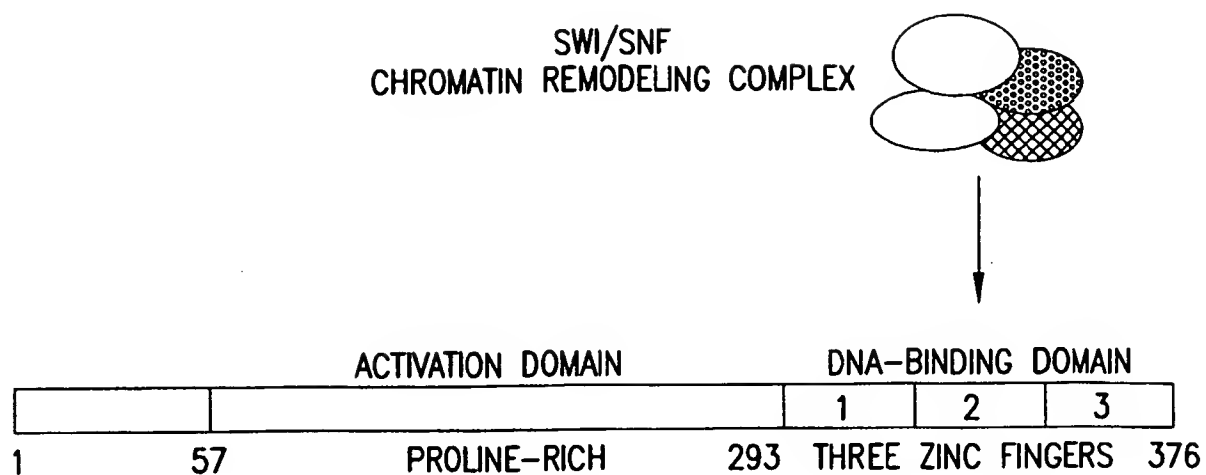 SWI/SNF
CHROMATIN REMODELING COMPLEX
ACTIVATION DOMAIN DNA-BINDING DOMAIN
1 2 3
1 57 PROLINE-RICH 293 THREE ZINC FINGERS 376